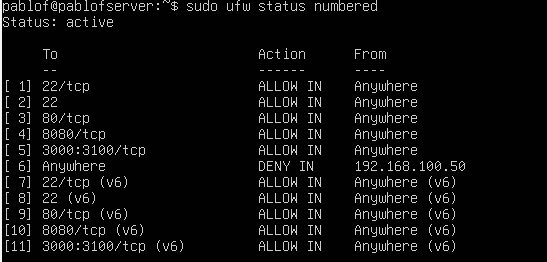 pablof@pablofserver:~$ sudo ufw status numbered
Status: active
To Action From
-- ------ ----
[ 1] 22/tcp ALLOW IN Anywhere
[ 2] 22 ALLOW IN Anywhere
[ 3] 80/tcp ALLOW IN Anywhere
[ 4] 8080/tcp ALLOW IN Anywhere
[ 5] 3000:3100/tcp ALLOW IN Anywhere
[ 6] Anywhere DENY IN 192.168.100.50
[ 7] 22/tcp (v6) ALLOW IN Anywhere (v6)
[ 8] 22 (v6) ALLOW IN Anywhere (v6)
[ 9] 80/tcp (v6) ALLOW IN Anywhere (v6)
[10] 8080/tcp (v6) ALLOW IN Anywhere (v6)
[11] 3000:3100/tcp (v6) ALLOW IN Anywhere (v6)